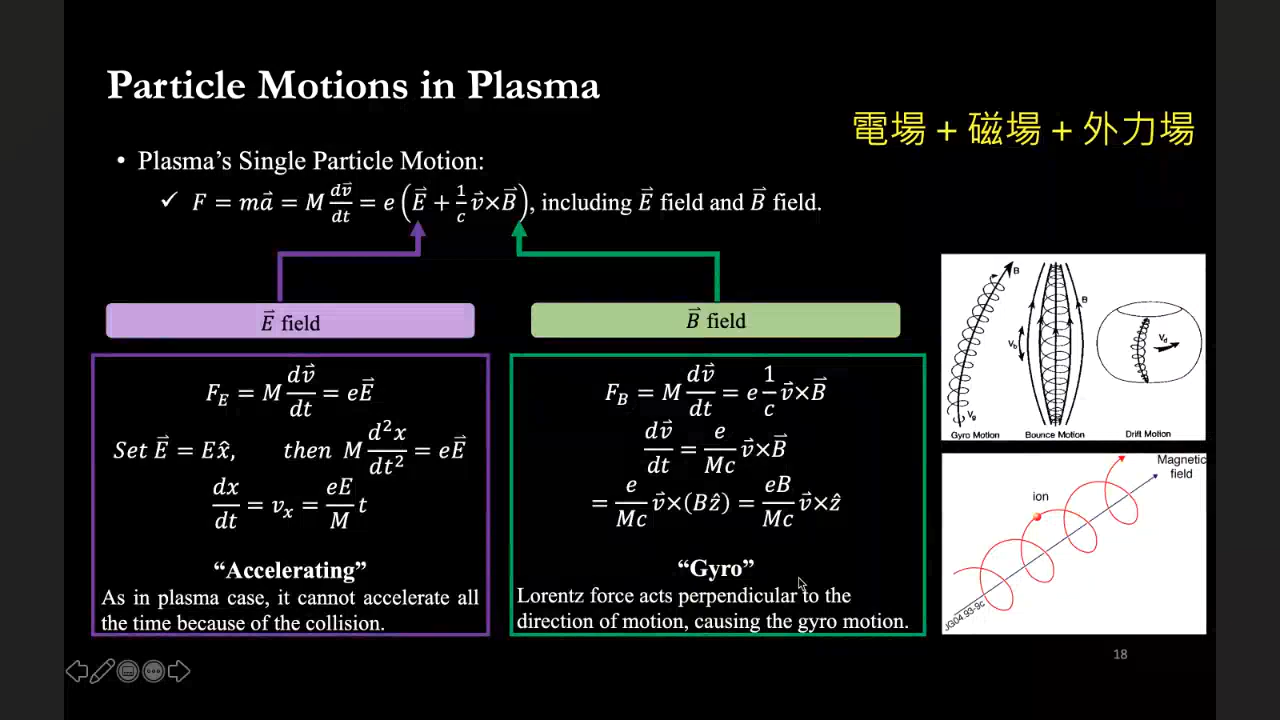 Particle Motions in Plasma
電場 + 磁場 + 外力場
• Plasma's Single Particle Motion:
✓ F = ma⃗ = M dv⃗/dt = e (E⃗ + 1/c v⃗×B⃗), including E⃗ field and B⃗ field.
E⃗ field
F_E = M dv⃗/dt = eE⃗
Set E⃗ = Ex̂, then M d²x/dt² = eE⃗
dx/dt = v_x = eE/M t
“Accelerating”
As in plasma case, it cannot accelerate all
the time because of the collision.
B⃗ field
F_B = M dv⃗/dt = e 1/c v⃗×B⃗
dv⃗/dt = e/Mc v⃗×B⃗
= e/Mc v⃗×(Bẑ) = eB/Mc v⃗×ẑ
“Gyro”
Lorentz force acts perpendicular to the
direction of motion, causing the gyro motion.
B
V_g
Gyro Motion
B
V_b
Bounce Motion
V_d
Drift Motion
Magnetic
field
ion
JG04.93-9c
18